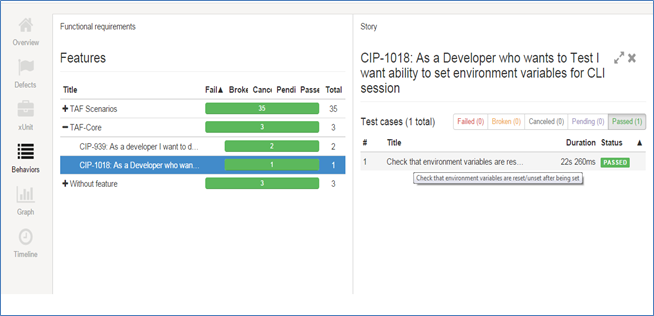 Overview
Defects
xUnit
Behaviors
Graph
Timeline
Functional requirements
Features
Title Fail▲ Broke Canc Pendi Passe Total
+ TAF Scenarios 35 35
− TAF-Core 3 3
CIP-939: As a developer I want to d... 2 2
CIP-1018: As a Developer who wan... 1 1
+ Without feature 3 3
Story
CIP-1018: As a Developer who wants to Test I
want ability to set environment variables for CLI
session
Test cases (1 total) Failed (0) Broken (0) Canceled (0) Pending (0) Passed (1)
# Title Duration Status ▲
1 Check that environment variables are res... 22s 260ms PASSED
Check that environment variables are reset/unset after being set